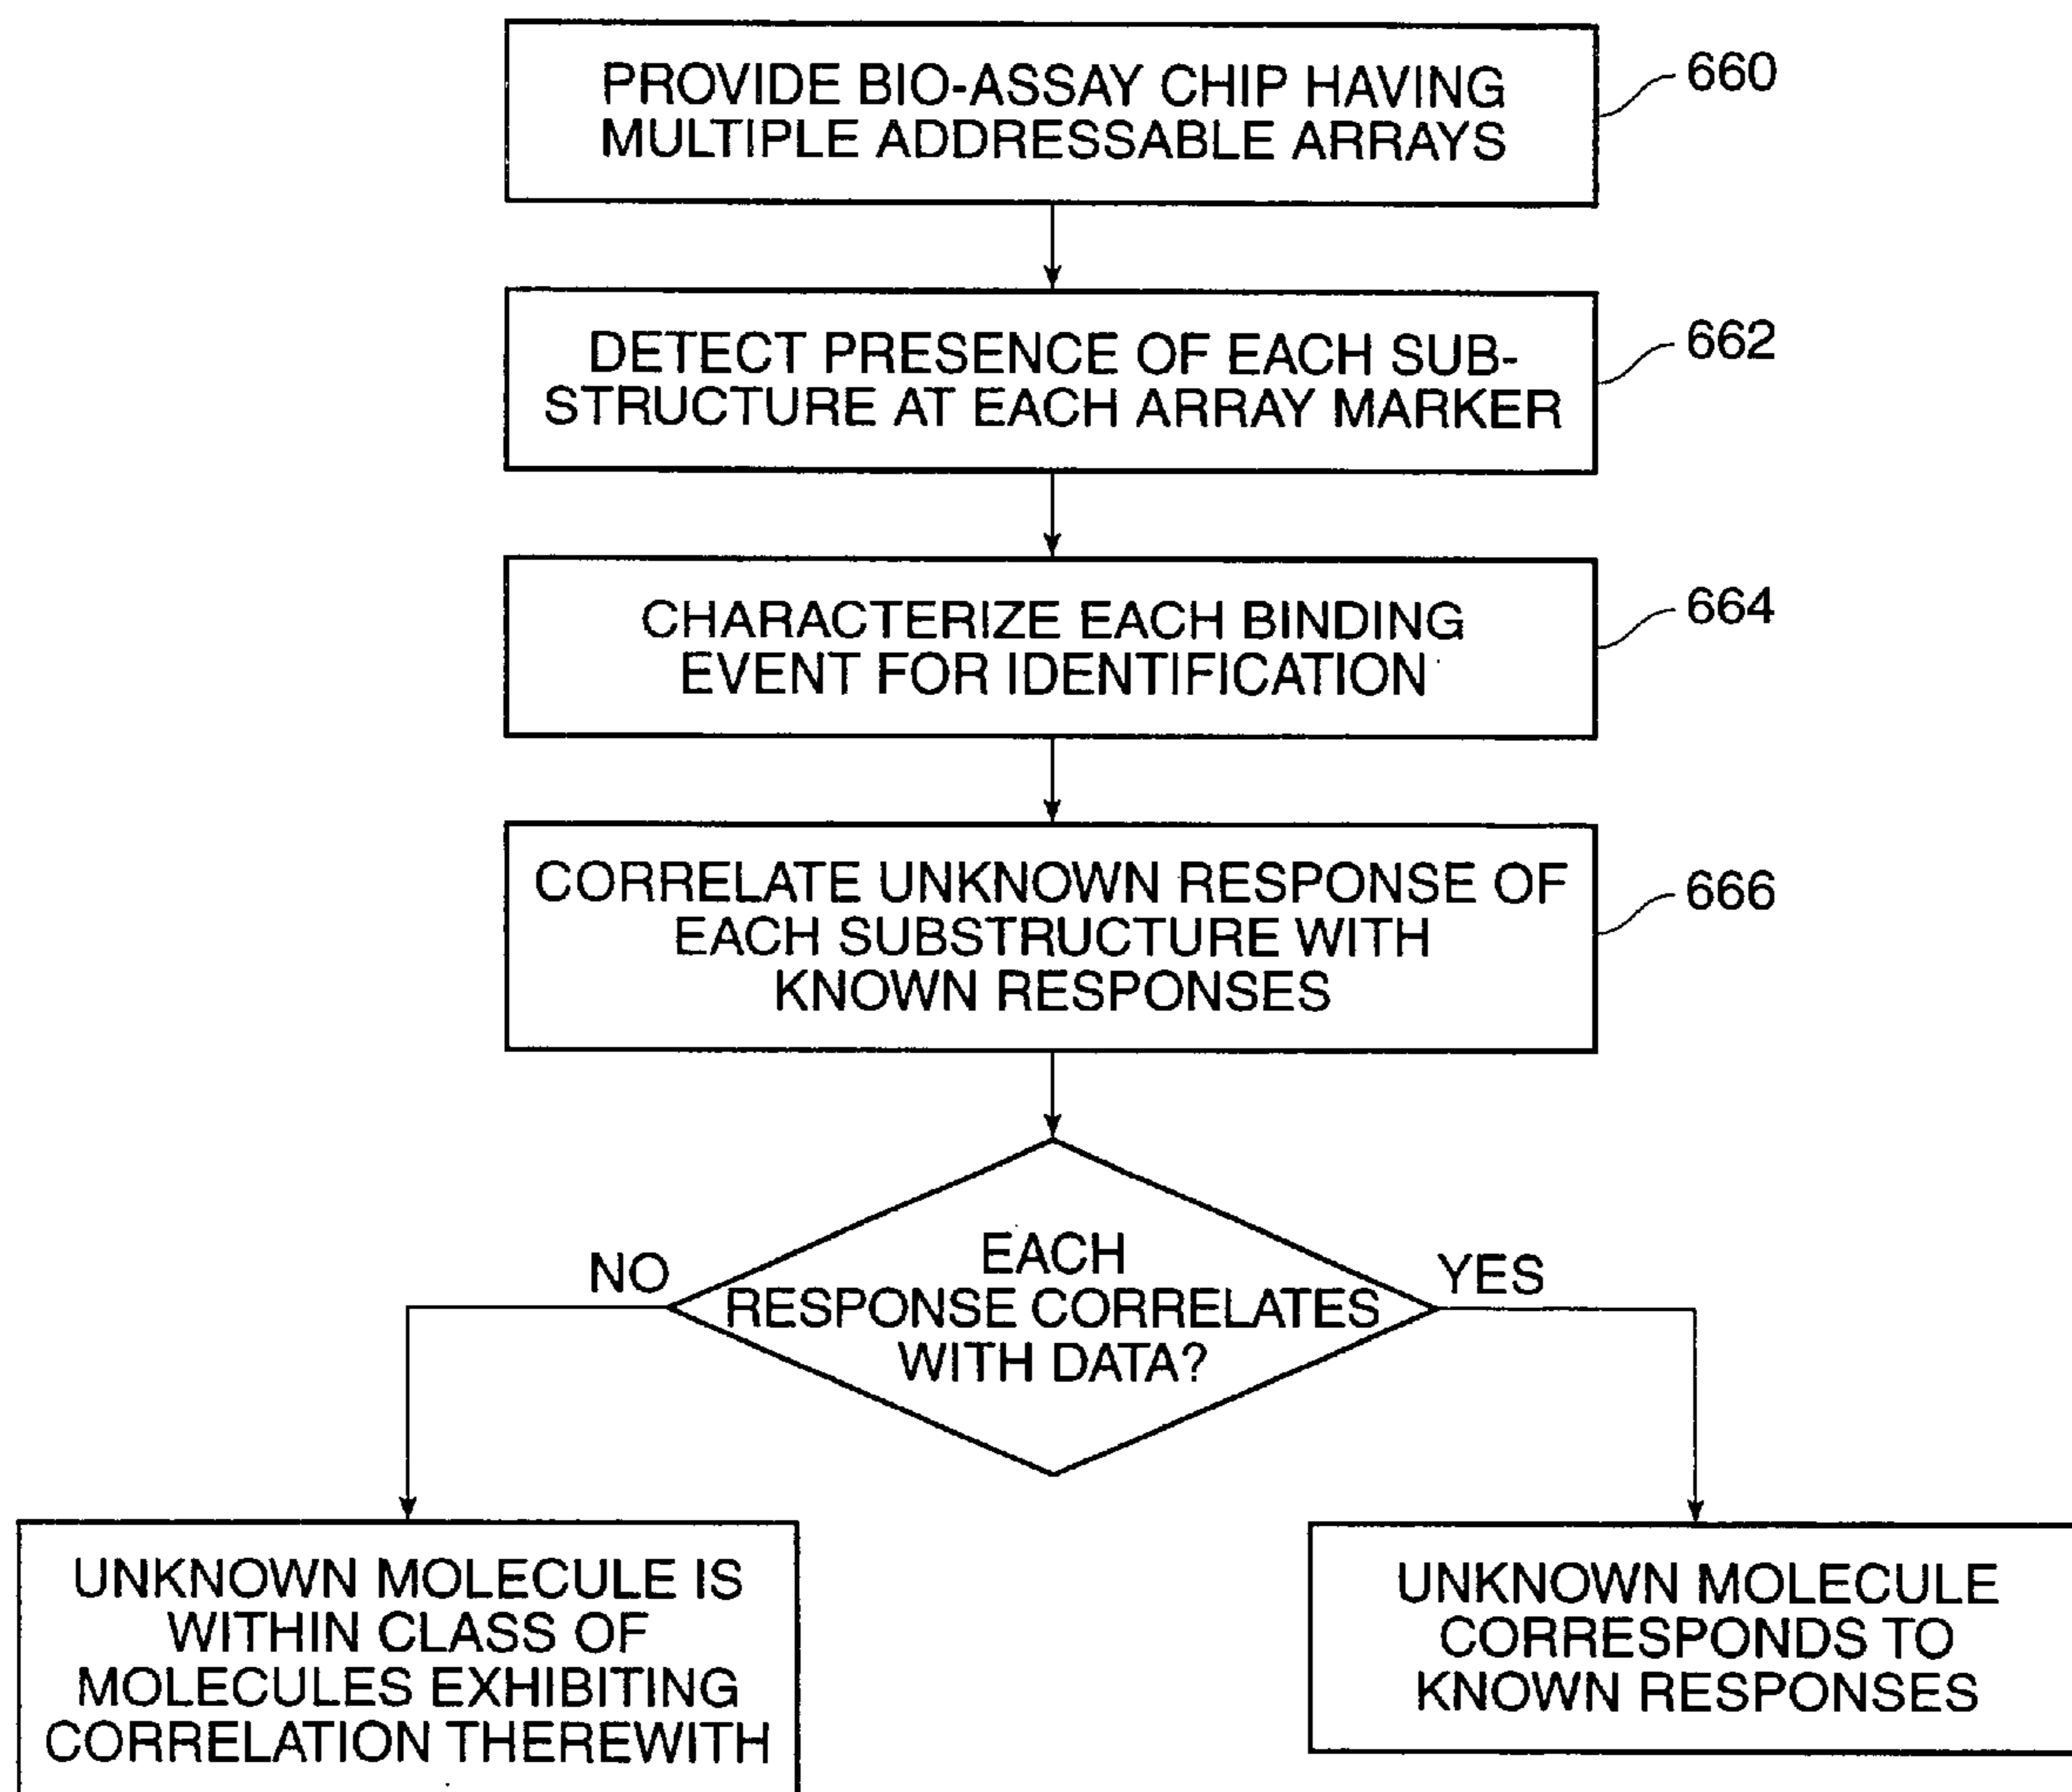 PROVIDE BIO-ASSAY CHIP HAVING
MULTIPLE ADDRESSABLE ARRAYS
660
DETECT PRESENCE OF EACH SUB-
STRUCTURE AT EACH ARRAY MARKER
662
CHARACTERIZE EACH BINDING
EVENT FOR IDENTIFICATION
664
CORRELATE UNKNOWN RESPONSE OF
EACH SUBSTRUCTURE WITH
KNOWN RESPONSES
666
EACH
RESPONSE CORRELATES
WITH DATA?
NO
YES
UNKNOWN MOLECULE IS
WITHIN CLASS OF
MOLECULES EXHIBITING
CORRELATION THEREWITH
UNKNOWN MOLECULE
CORRESPONDS TO
KNOWN RESPONSES